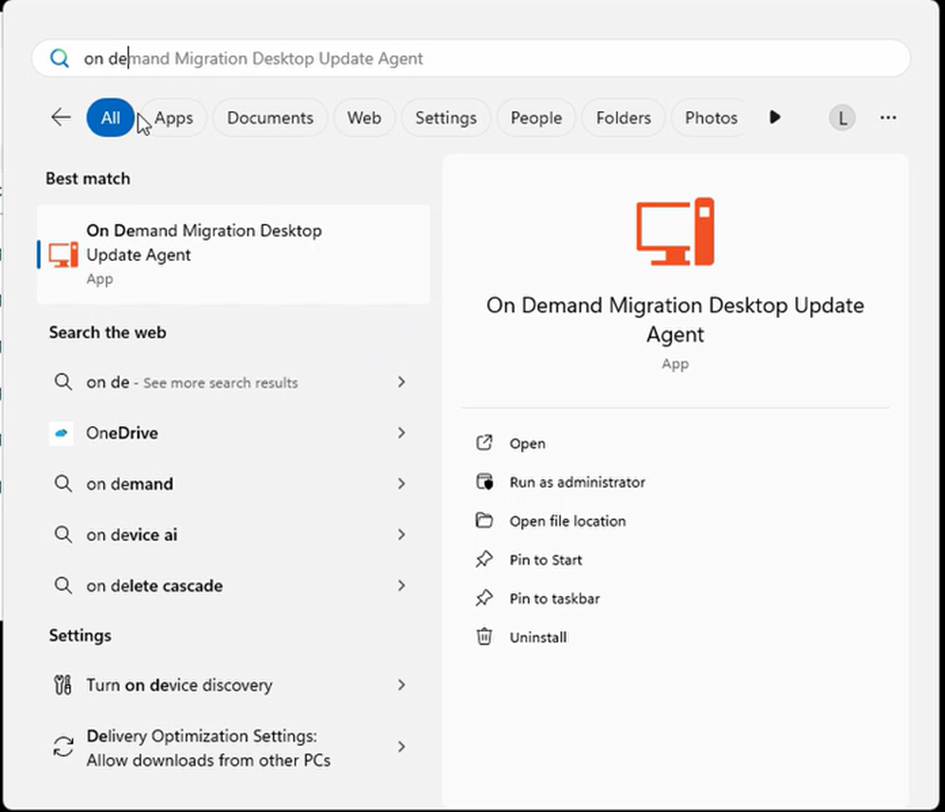 on demand Migration Desktop Update Agent
All
Apps
Documents
Web
Settings
People
Folders
Photos
L
Best match
On Demand Migration Desktop
Update Agent
App
Search the web
on de - See more search results
OneDrive
on demand
on device ai
on delete cascade
Settings
Turn on device discovery
Delivery Optimization Settings:
Allow downloads from other PCs
On Demand Migration Desktop Update
Agent
App
Open
Run as administrator
Open file location
Pin to Start
Pin to taskbar
Uninstall